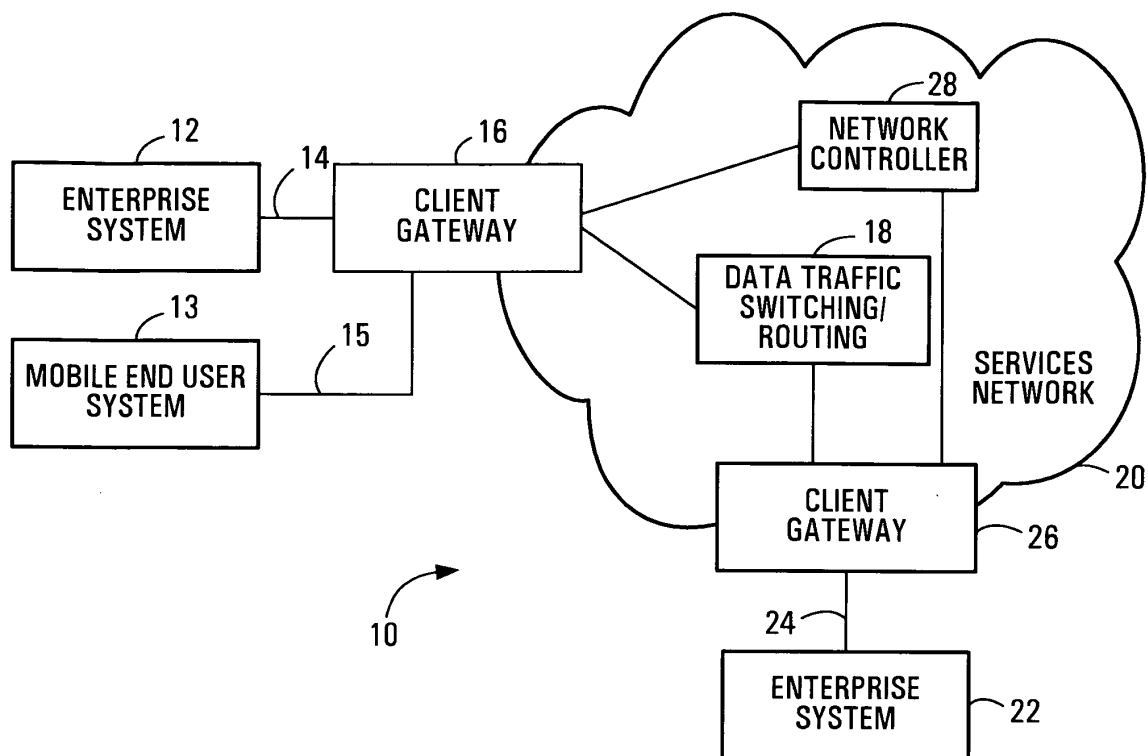 28
NETWORK
CONTROLLER
12
14
16
ENTERPRISE
SYSTEM
CLIENT
GATEWAY
18
DATA TRAFFIC
SWITCHING/
ROUTING
13
15
MOBILE END USER
SYSTEM
SERVICES
NETWORK
20
CLIENT
GATEWAY
26
10
24
ENTERPRISE
SYSTEM
22